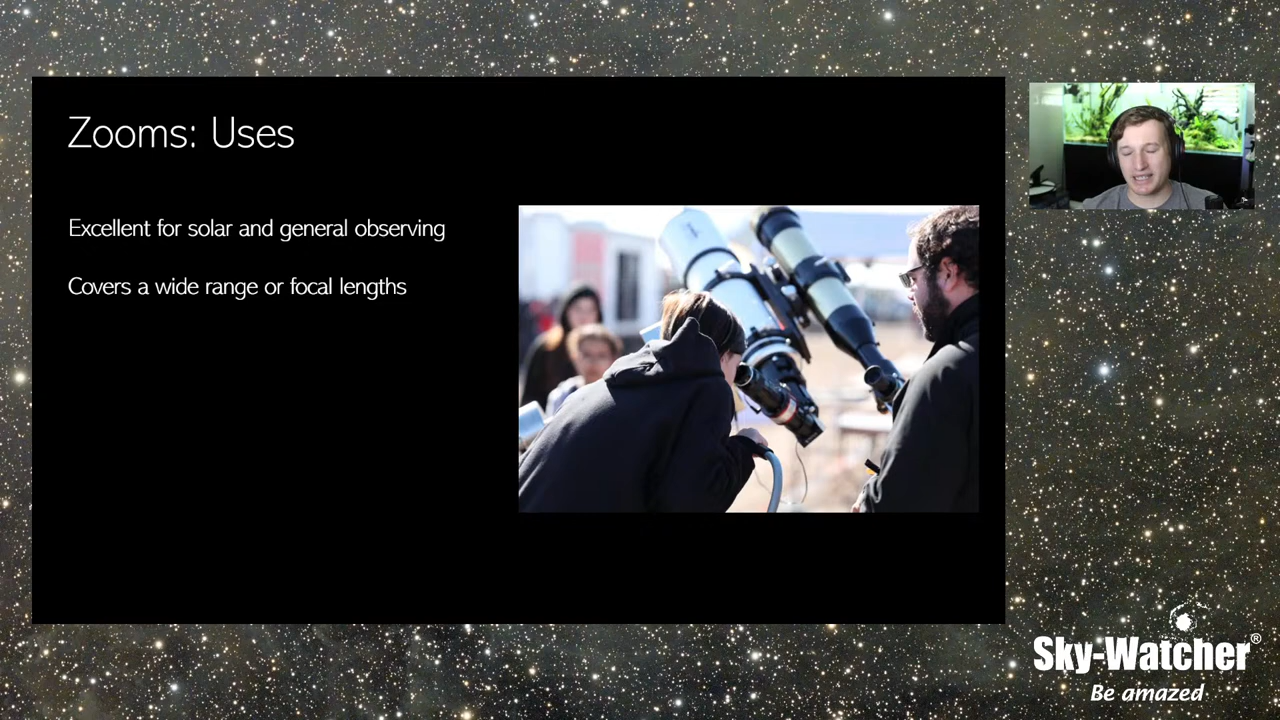 Zooms: Uses
Excellent for solar and general observing
Covers a wide range or focal lengths
Sky-Watcher®
Be amazed